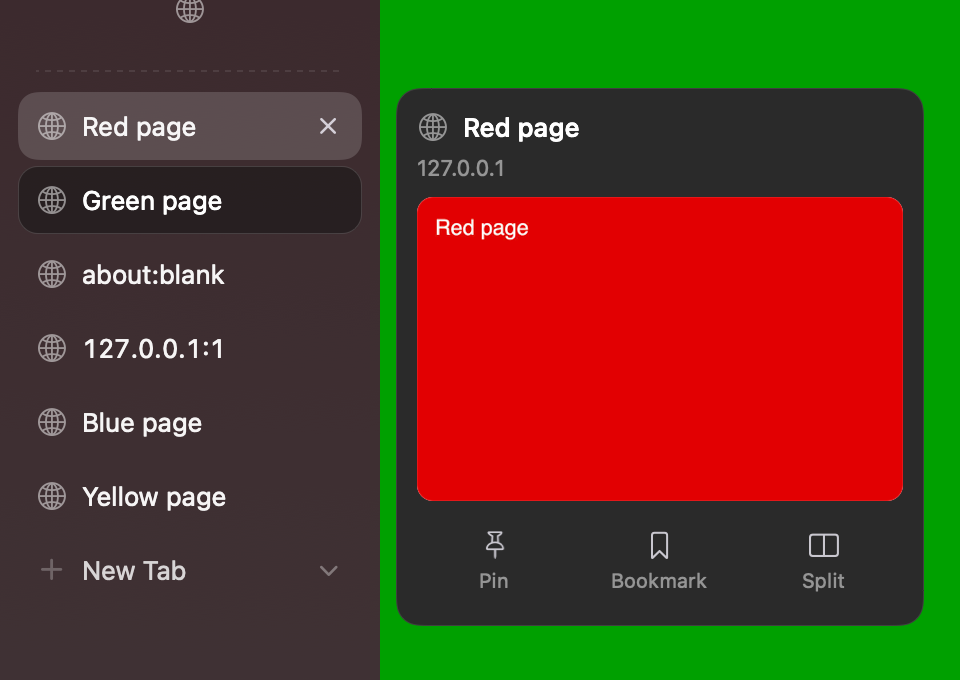 Red page
Green page
about:blank
127.0.0.1:1
Blue page
Yellow page
New Tab
Red page
127.0.0.1
Red page
Pin
Bookmark
Split